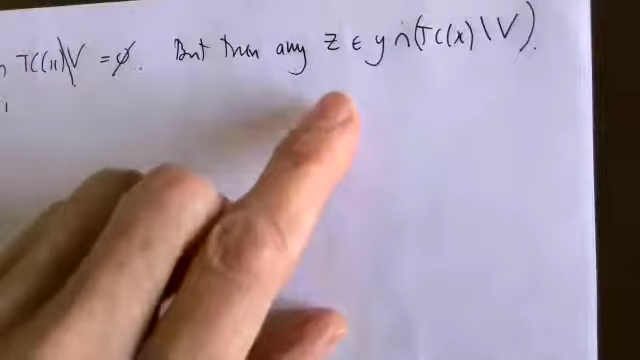 TC(x)\V = ∅. But then any z ∈ y ∩ (TC(x) \ V).